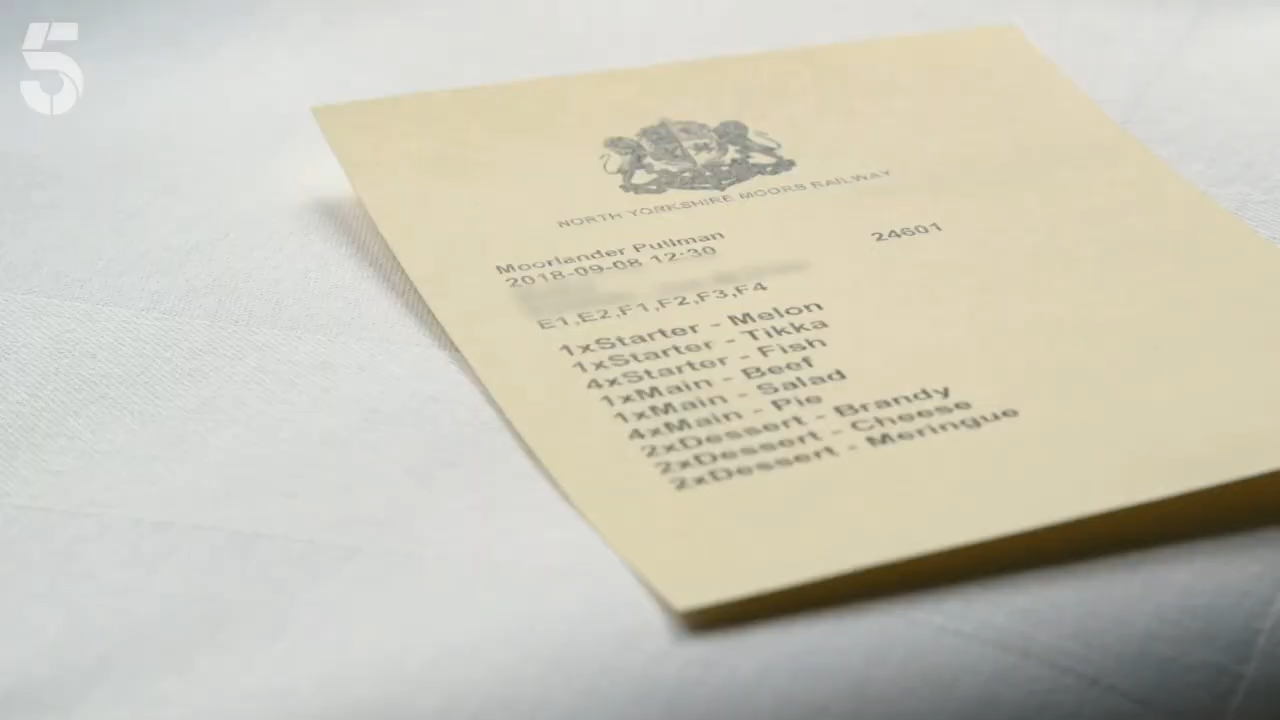 5
NORTH YORKSHIRE MOORS RAILWAY
Moorlander Pullman 24601
2018-09-08 12:30
E1,E2,F1,F2,F3,F4
1xStarter - Melon
1xStarter - Tikka
4xStarter - Fish
1xMain - Beef
1xMain - Salad
4xMain - Pie
2xDessert - Brandy
2xDessert - Cheese
2xDessert - Meringue